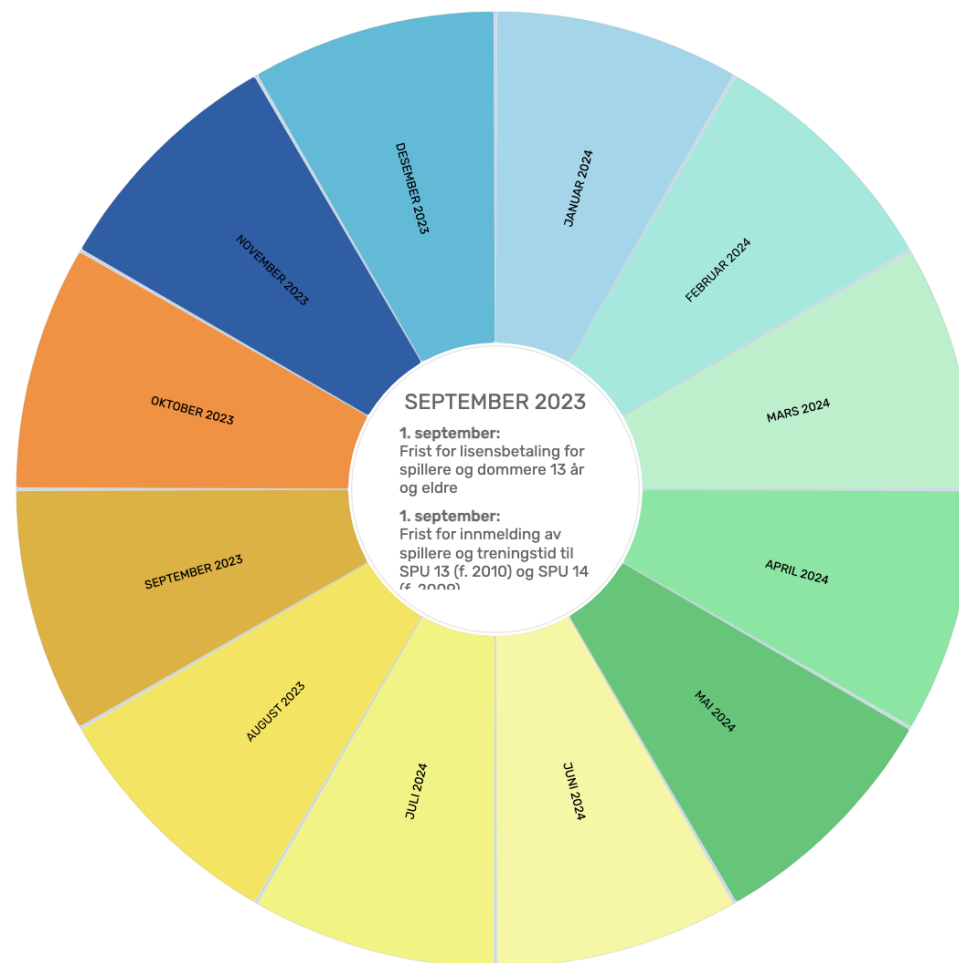 DESEMBER 2023
JANUAR 2024
NOVEMBER 2023
FEBRUAR 2024
OKTOBER 2023
MARS 2024
SEPTEMBER 2023
1. september:
Frist for lisensbetaling for
spillere og dommere 13 år
og eldre
1. september:
Frist for innmelding av
spillere og treningstid til
SPU 13 (f. 2010) og SPU 14
(f. 2009)
SEPTEMBER 2023
APRIL 2024
AUGUST 2023
MAI 2024
JULI 2024
JUNI 2024